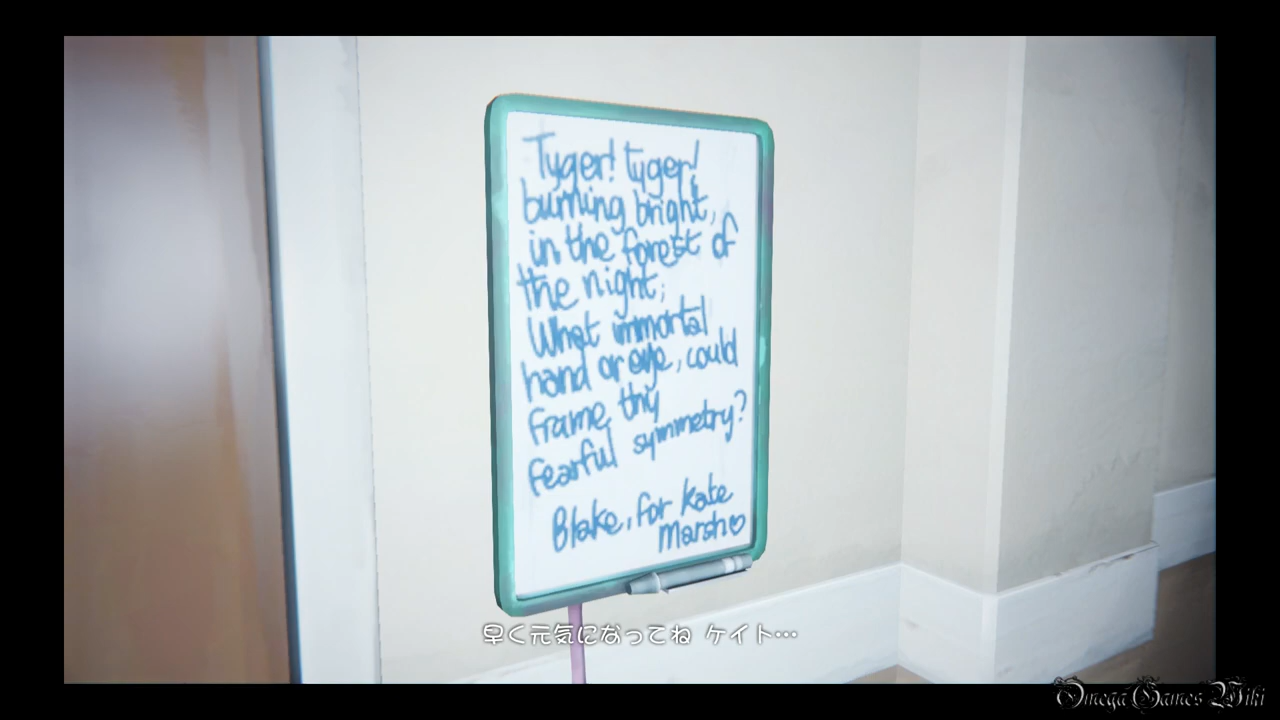 Tyger! tyger!
burning bright,
in the forest of
the night;
What immortal
hand or eye, could
frame thy
fearful symmetry?
Blake, for Kate
Marsh♡
早く元気になってね ケイト…
Omega Games Wiki